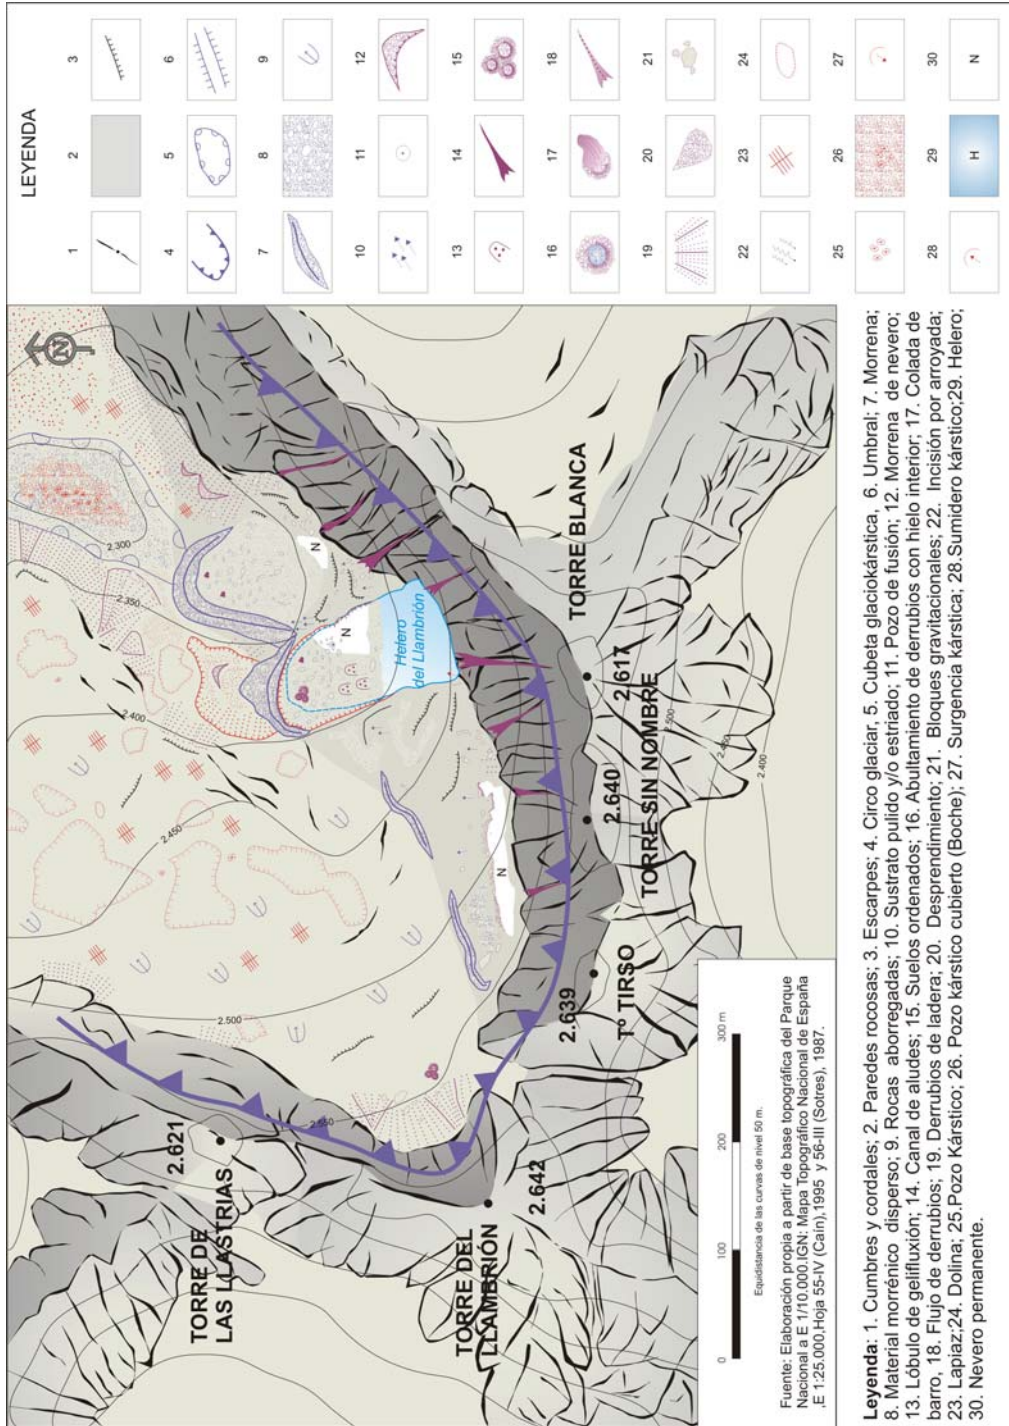 LEYENDA
1
2
3
4
5
6
7
8
9
10
11
12
13
14
15
16
17
18
19
20
21
22
23
24
25
26
27
28
29
30
H
N
N
2.300
2.350
2.400
2.450
2.500
2.550
N
N
N
Helero
del Llambrión
TORRE DE
LAS LLASTRIAS
2.621
TORRE DEL
LLAMBRIÓN
2.642
2.639
Tº TIRSO
2.640
TORRE SIN NOMBRE
2.617
TORRE BLANCA
2.500
2.450
2.400
0
100
200
300 m
Equidistancia de las curvas de nivel 50 m.
Fuente: Elaboración propia a partir de base topográfica del Parque
Nacional a E 1/10.000.IGN: Mapa Topográfico Nacional de España
,E 1:25.000,Hoja 55-IV (Caín),1995 y 56-III (Sotres), 1987.
Leyenda: 1. Cumbres y cordales; 2. Paredes rocosas; 3. Escarpes; 4. Circo glaciar, 5. Cubeta glaciokárstica, 6. Umbral; 7. Morrena;
8. Material morrénico disperso; 9. Rocas aborregadas; 10. Sustrato pulido y/o estriado; 11. Pozo de fusión; 12. Morrena de nevero;
13. Lóbulo de gelifluxión; 14. Canal de aludes; 15. Suelos ordenados; 16. Abultamiento de derrubios con hielo interior; 17. Colada de
barro, 18. Flujo de derrubios; 19. Derrubios de ladera; 20. Desprendimiento; 21. Bloques gravitacionales; 22. Incisión por arroyada;
23. Lapiaz;24. Dolina; 25.Pozo Kárstico; 26. Pozo kárstico cubierto (Boche); 27. Surgencia kárstica; 28.Sumidero kárstico;29. Helero;
30. Nevero permanente.